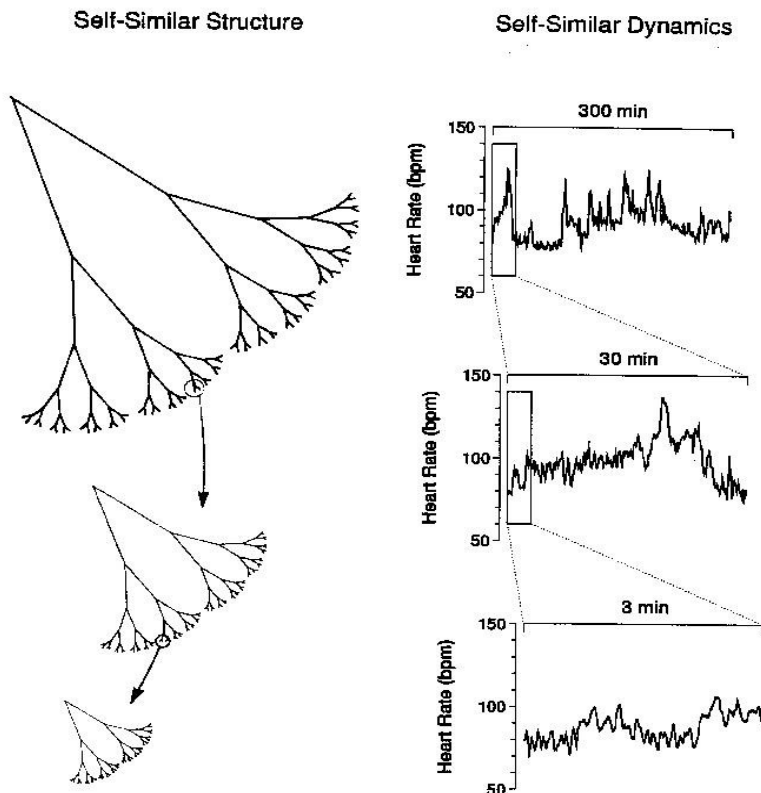 Self-Similar Structure
Self-Similar Dynamics
300 min
150
100
50
Heart Rate (bpm)
30 min
150
100
50
Heart Rate (bpm)
3 min
150
100
50
Heart Rate (bpm)